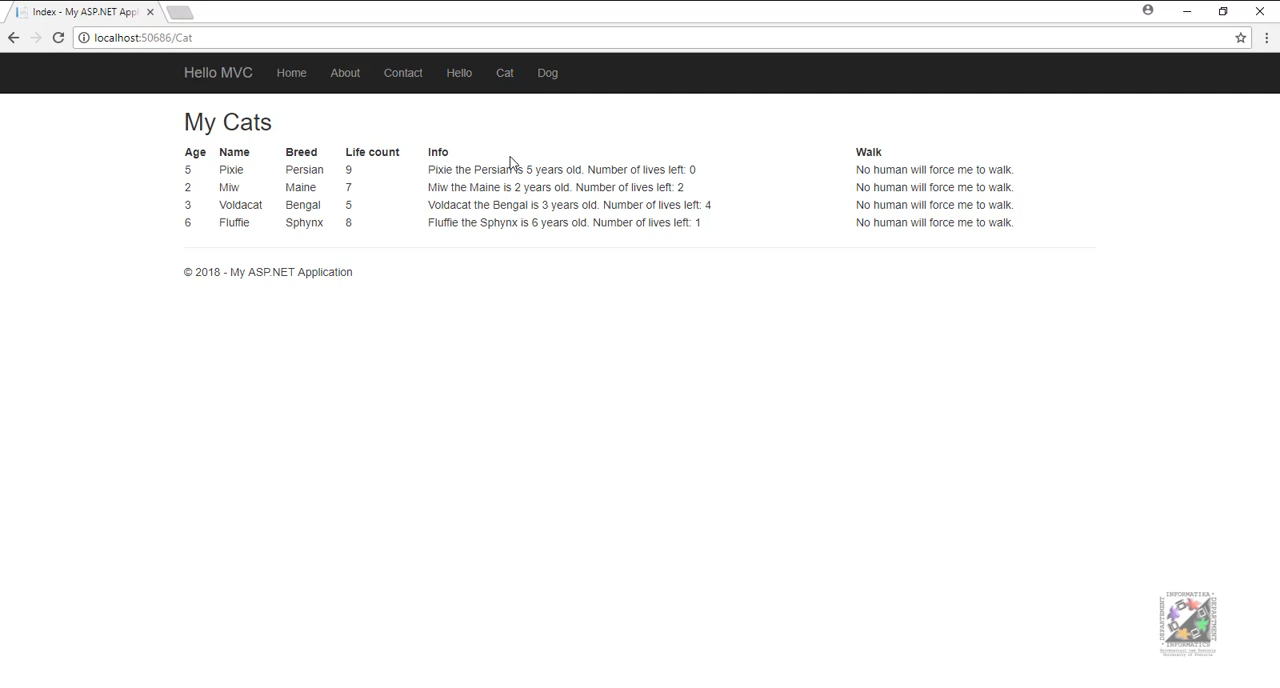 Index - My ASP.NET Appl
localhost:50686/Cat
Hello MVC Home About Contact Hello Cat Dog
My Cats
Age Name Breed Life count Info Walk
5 Pixie Persian 9 Pixie the Persian is 5 years old. Number of lives left: 0 No human will force me to walk.
2 Miw Maine 7 Miw the Maine is 2 years old. Number of lives left: 2 No human will force me to walk.
3 Voldacat Bengal 5 Voldacat the Bengal is 3 years old. Number of lives left: 4 No human will force me to walk.
6 Fluffie Sphynx 8 Fluffie the Sphynx is 6 years old. Number of lives left: 1 No human will force me to walk.
© 2018 - My ASP.NET Application
INFORMATIKA
DEPARTEMENT
DEPARTMENT
INFORMATICS